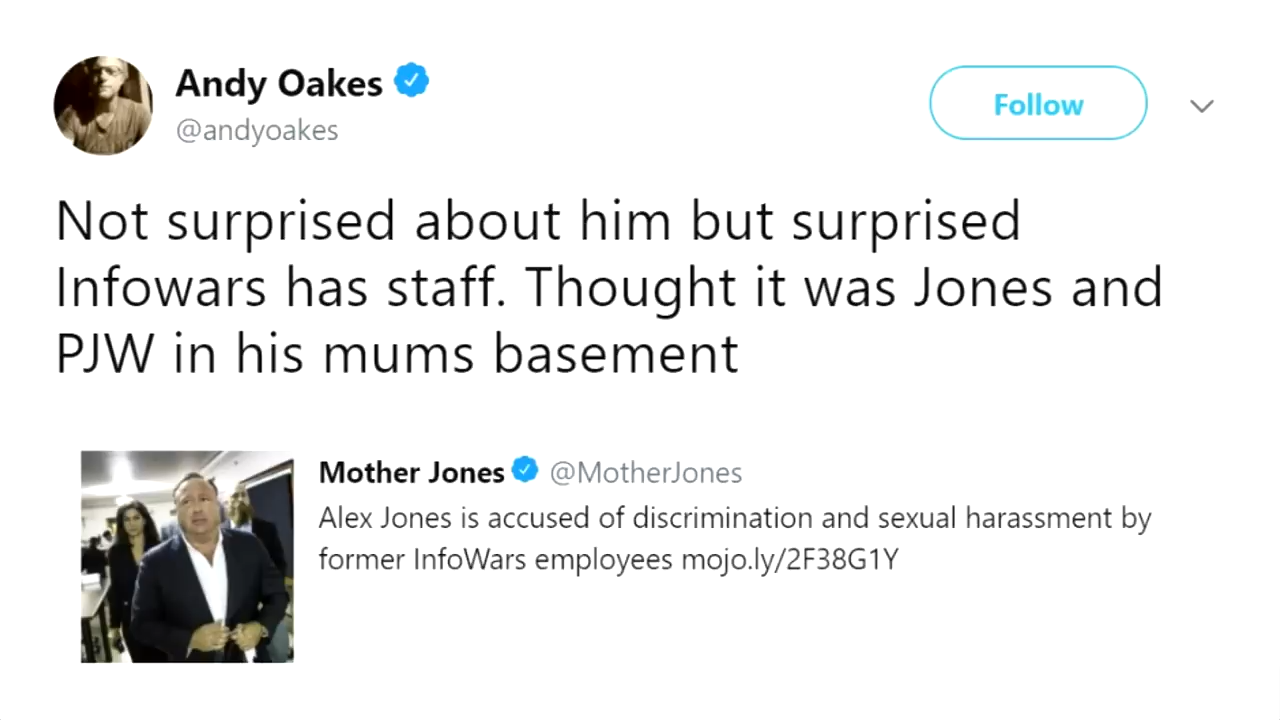 Andy Oakes
@andyoakes
Follow
Not surprised about him but surprised
Infowars has staff. Thought it was Jones and
PJW in his mums basement
Mother Jones @MotherJones
Alex Jones is accused of discrimination and sexual harassment by
former InfoWars employees mojo.ly/2F38G1Y